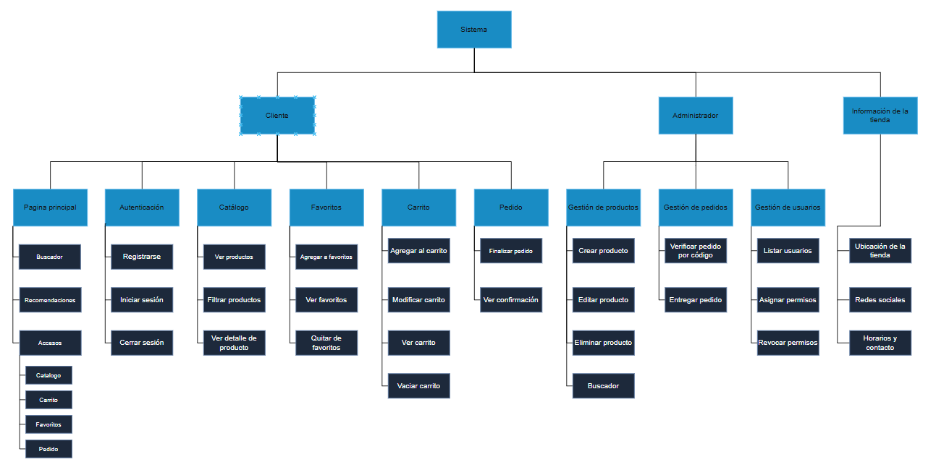 Sistema
Cliente
Administrador
Información de la
tienda
Pagina principal
Autenticación
Catálogo
Favoritos
Carrito
Pedido
Gestión de productos
Gestión de pedidos
Gestión de usuarios
Buscador
Recomendaciones
Accesos
Catálogo
Carrito
Favoritos
Pedido
Registrarse
Iniciar sesión
Cerrar sesión
Ver productos
Filtrar productos
Ver detalle de
producto
Agregar a favoritos
Ver favoritos
Quitar de
favoritos
Agregar al carrito
Modificar carrito
Ver carrito
Vaciar carrito
Finalizar pedido
Ver confirmación
Crear producto
Editar producto
Eliminar producto
Buscador
Verificar pedido
por código
Entregar pedido
Listar usuarios
Asignar permisos
Revocar permisos
Ubicación de la
tienda
Redes sociales
Horarios y
contacto